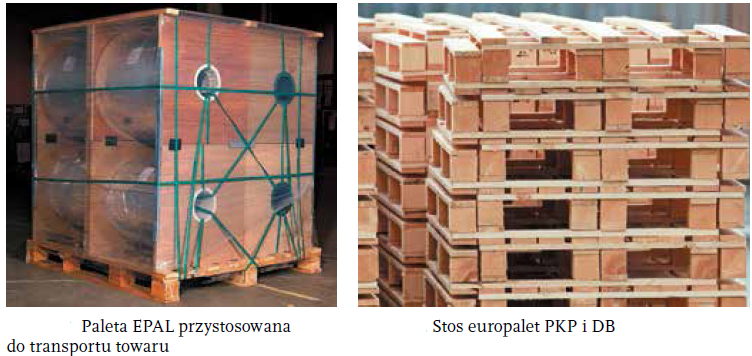 Paleta EPAL przystosowana
do transportu towaru
Stos europalet PKP i DB